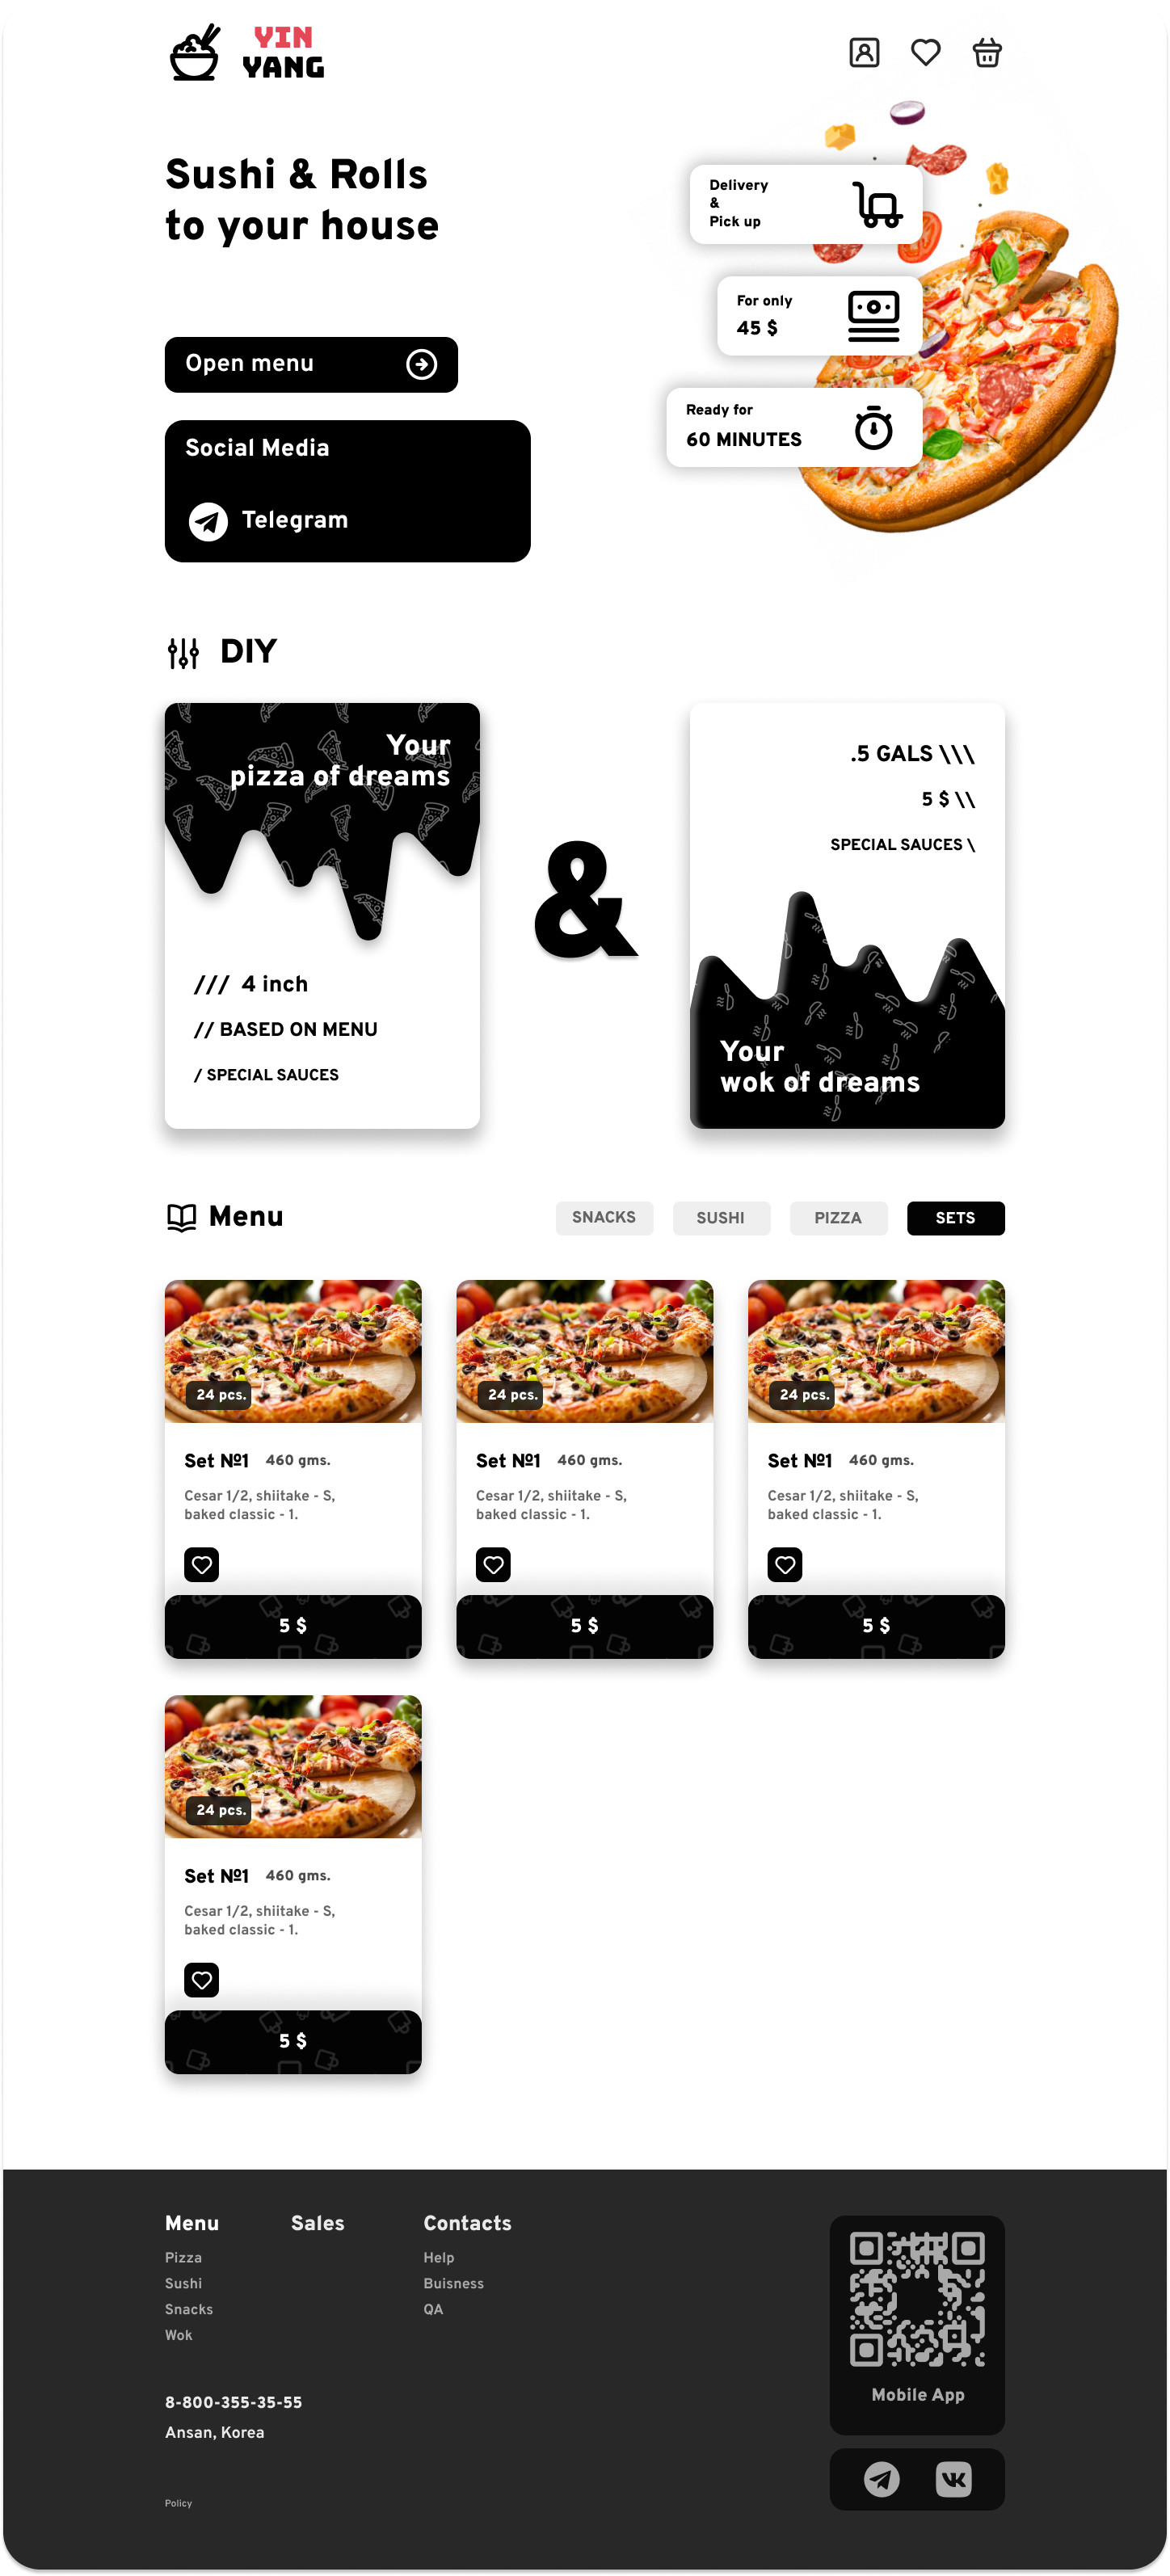 YIN
YANG
Sushi & Rolls
to your house
Delivery
&
Pick up
For only
45 $
Ready for
60 MINUTES
Open menu
Social Media
Telegram
DIY
Your
pizza of dreams
/// 4 inch
// BASED ON MENU
/ SPECIAL SAUCES
&
.5 GALS \\\
5 $ \\
SPECIAL SAUCES \
Your
wok of dreams
Menu
SNACKS
SUSHI
PIZZA
SETS
24 pcs.
Set №1 460 gms.
Cesar 1/2, shiitake - S,
baked classic - 1.
5 $
24 pcs.
Set №1 460 gms.
Cesar 1/2, shiitake - S,
baked classic - 1.
5 $
24 pcs.
Set №1 460 gms.
Cesar 1/2, shiitake - S,
baked classic - 1.
5 $
24 pcs.
Set №1 460 gms.
Cesar 1/2, shiitake - S,
baked classic - 1.
5 $
Menu
Pizza
Sushi
Snacks
Wok
Sales
Contacts
Help
Buisness
QA
8-800-355-35-55
Ansan, Korea
Policy
Mobile App
VK